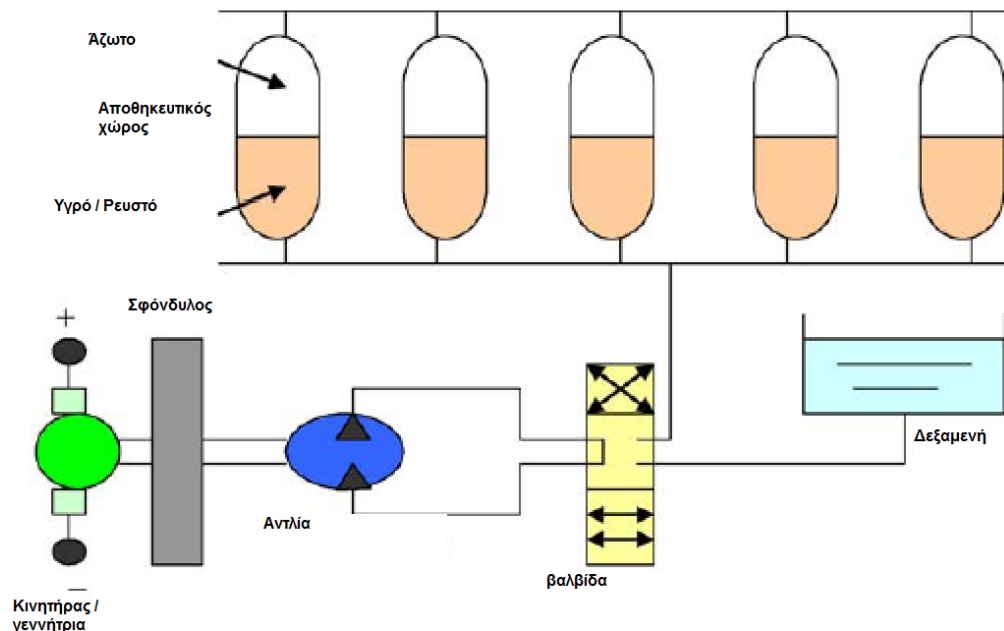 Άζωτο
Αποθηκευτικός
χώρος
Υγρό / Ρευστό
Σφόνδυλος
+
Δεξαμενή
Αντλία
βαλβίδα
–
Κινητήρας /
γεννήτρια